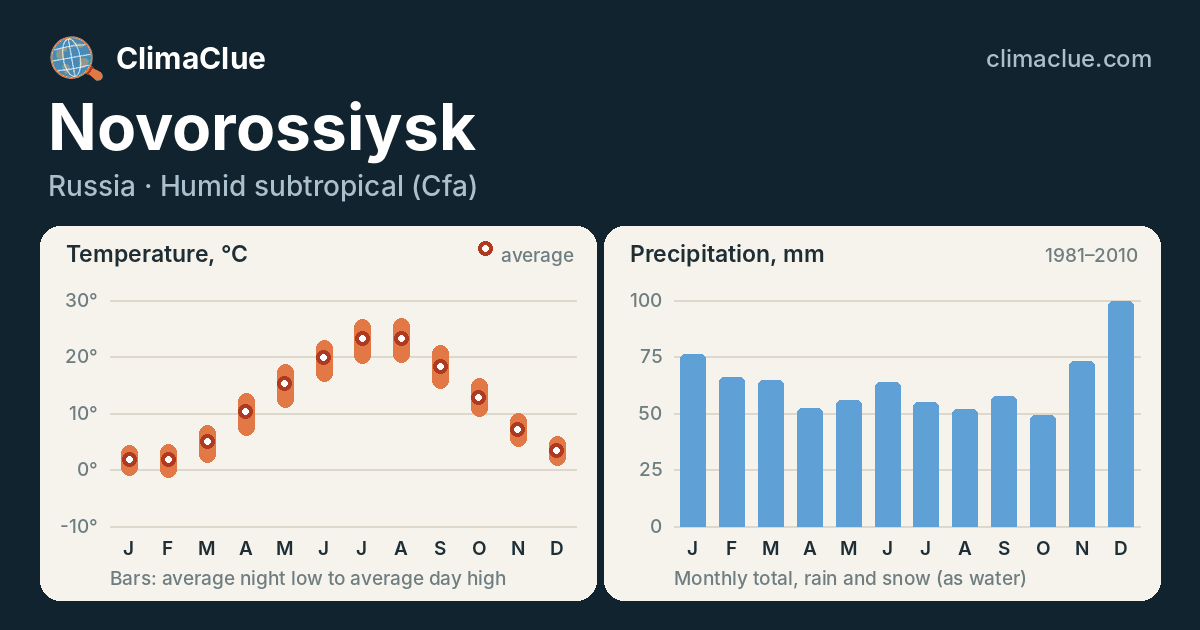 ClimaClue
climaclue.com
Novorossiysk
Russia · Humid subtropical (Cfa)
Temperature, °C
average
30°
20°
10°
0°
-10°
J F M A M J J A S O N D
Bars: average night low to average day high
Precipitation, mm
1981–2010
100
75
50
25
0
J F M A M J J A S O N D
Monthly total, rain and snow (as water)